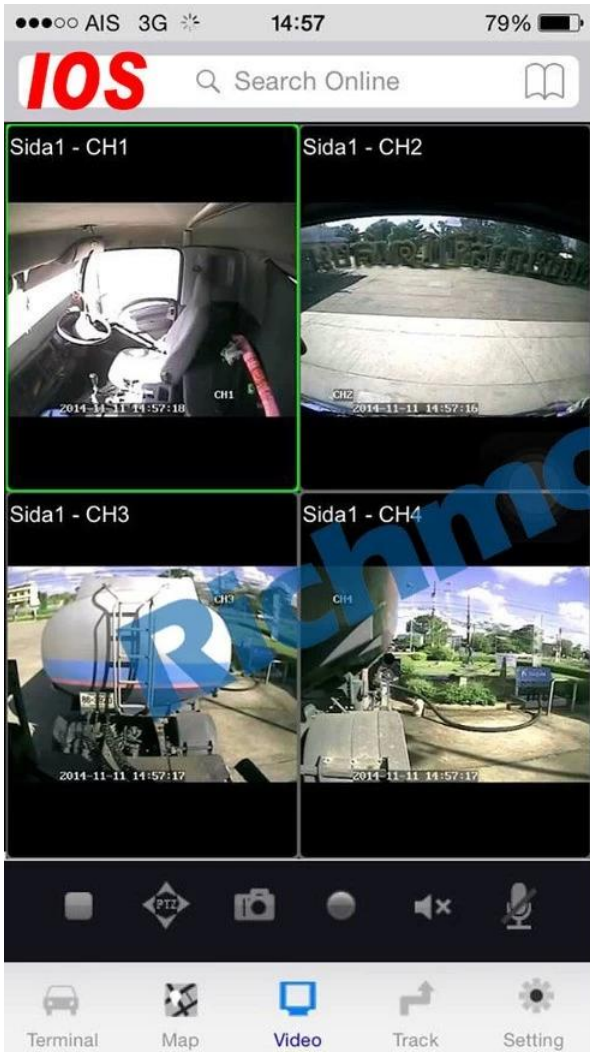 ●●●○○ AIS 3G 14:57 79%
IOS Search Online
Sida1 - CH1
Sida1 - CH2
CH1
2014-11-11 14:57:18
CH2
2014-11-11 14:57:16
Sida1 - CH3
Sida1 - CH4
Richmo
CH3
2014-11-11 14:57:17
CH4
2014-11-11 14:57:17
PTZ
Terminal Map Video Track Setting